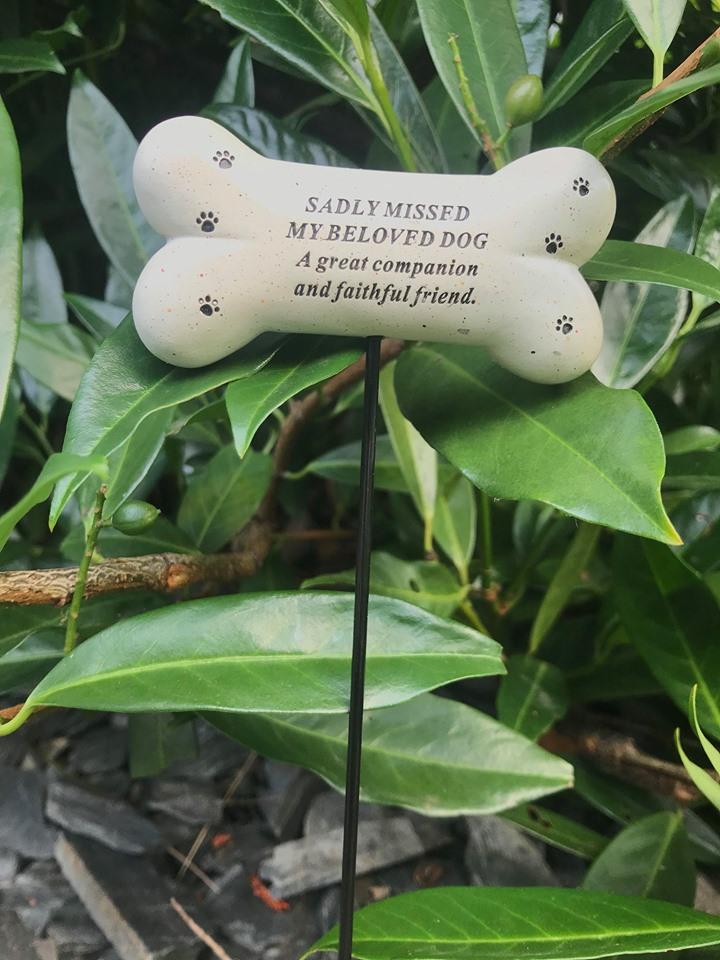 SADLY MISSED
MY BELOVED DOG
A great companion
and faithful friend.